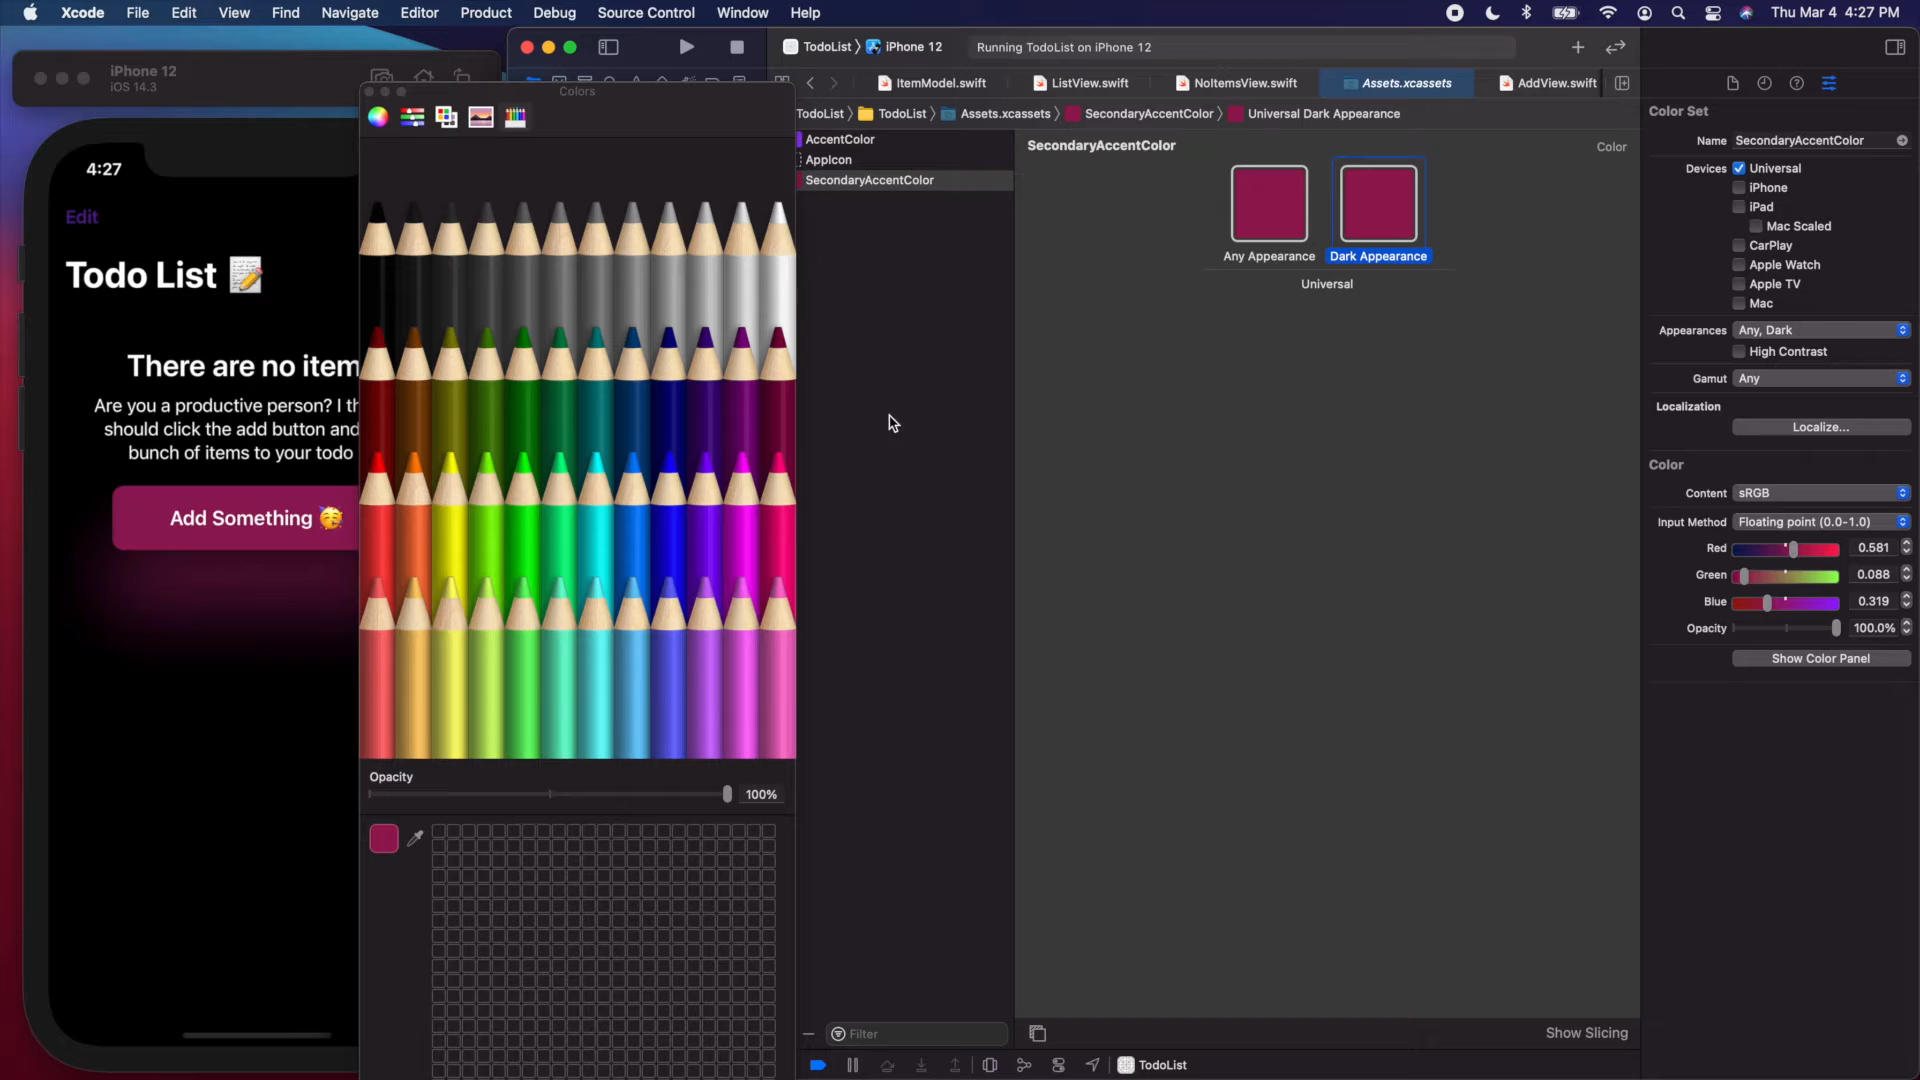 Xcode File Edit View Find Navigate Editor Product Debug Source Control Window Help Thu Mar 4 4:27 PM
iPhone 12
iOS 14.3
TodoList iPhone 12 Running TodoList on iPhone 12
ItemModel.swift ListView.swift NoItemsView.swift Assets.xcassets AddView.swift
TodoList TodoList Assets.xcassets SecondaryAccentColor Universal Dark Appearance
4:27
Edit
Todo List 📝
There are no item
Are you a productive person? I th
should click the add button and
bunch of items to your todo
Add Something 🥳
Colors
Opacity
100%
AccentColor
AppIcon
SecondaryAccentColor
Filter
SecondaryAccentColor
Color
Any Appearance Dark Appearance
Universal
Show Slicing
TodoList
Color Set
Name SecondaryAccentColor
Devices Universal
iPhone
iPad
Mac Scaled
CarPlay
Apple Watch
Apple TV
Mac
Appearances Any, Dark
High Contrast
Gamut Any
Localization
Localize...
Color
Content sRGB
Input Method Floating point (0.0-1.0)
Red 0.581
Green 0.088
Blue 0.319
Opacity 100.0%
Show Color Panel